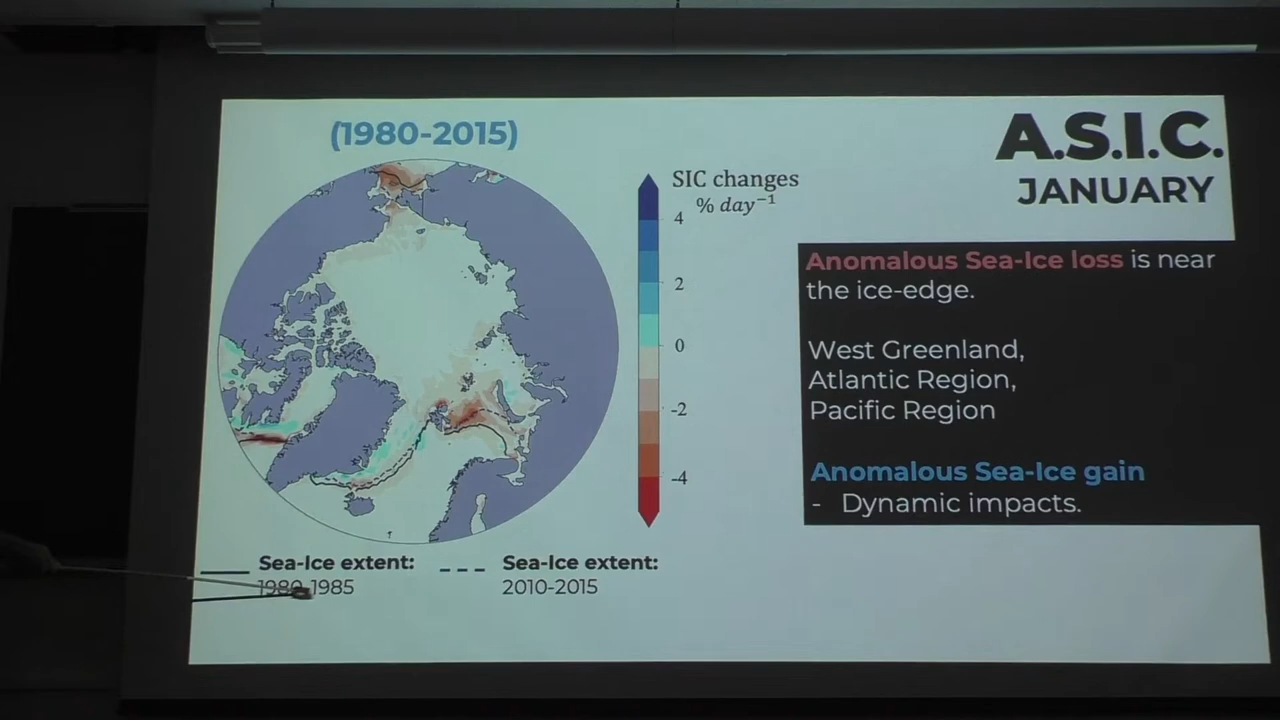 (1980-2015)
A.S.I.C.
JANUARY
SIC changes
% day⁻¹
4
2
0
-2
-4
Anomalous Sea-Ice loss is near
the ice-edge.
West Greenland,
Atlantic Region,
Pacific Region
Anomalous Sea-Ice gain
- Dynamic impacts.
Sea-Ice extent:
1980-1985
Sea-Ice extent:
2010-2015